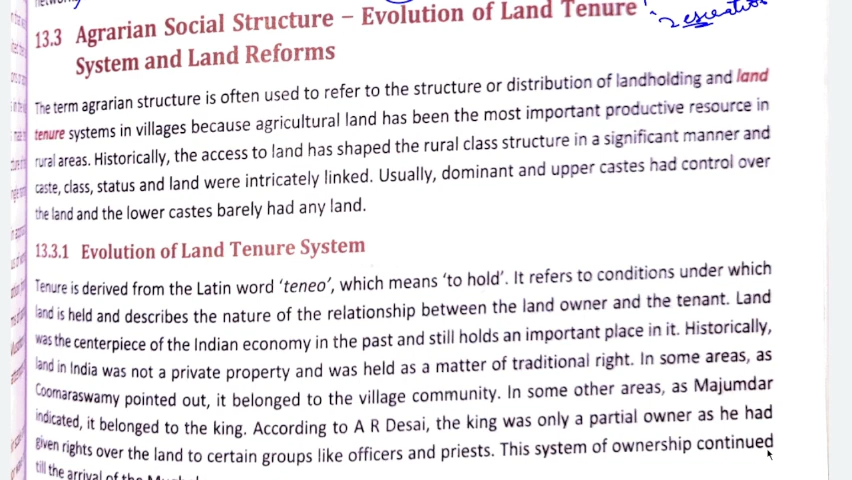 13.3 Agrarian Social Structure – Evolution of Land Tenure
System and Land Reforms
The term agrarian structure is often used to refer to the structure or distribution of landholding and land
tenure systems in villages because agricultural land has been the most important productive resource in
rural areas. Historically, the access to land has shaped the rural class structure in a significant manner and
caste, class, status and land were intricately linked. Usually, dominant and upper castes had control over
the land and the lower castes barely had any land.
13.3.1 Evolution of Land Tenure System
Tenure is derived from the Latin word ‘teneo’, which means ‘to hold’. It refers to conditions under which
land is held and describes the nature of the relationship between the land owner and the tenant. Land
was the centerpiece of the Indian economy in the past and still holds an important place in it. Historically,
land in India was not a private property and was held as a matter of traditional right. In some areas, as
Coomaraswamy pointed out, it belonged to the village community. In some other areas, as Majumdar
indicated, it belonged to the king. According to A R Desai, the king was only a partial owner as he had
given rights over the land to certain groups like officers and priests. This system of ownership continued
till the arrival of the